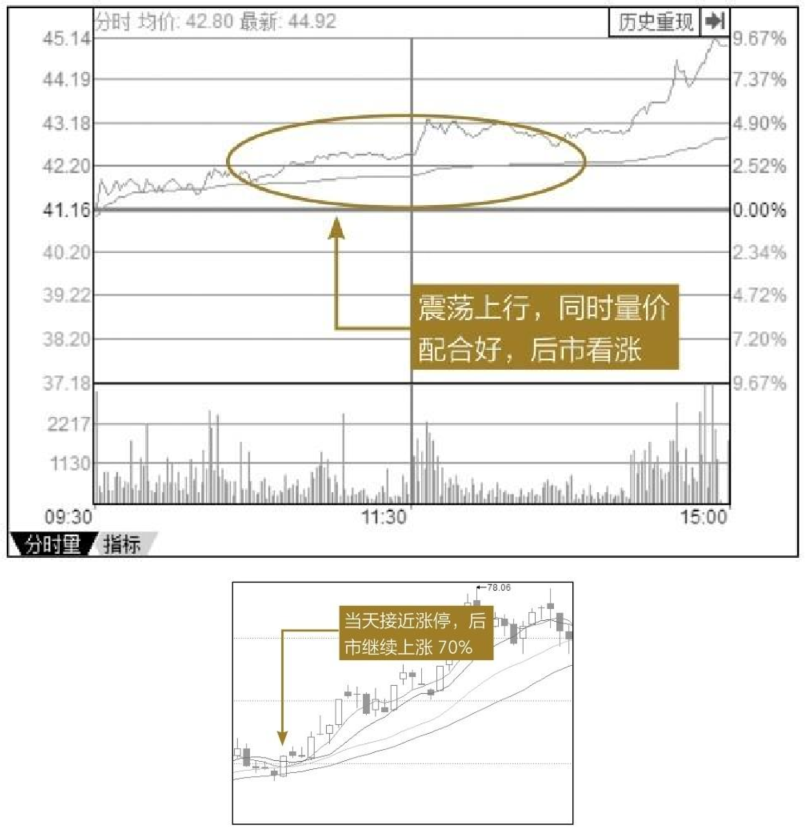 分时 均价: 42.80 最新: 44.92 历史重现
45.14 9.67%
44.19 7.37%
43.18 4.90%
42.20 2.52%
41.16 0.00%
40.20 2.34%
39.22 4.72%
38.20 7.20%
37.18 9.67%
震荡上行，同时量价
配合好，后市看涨
2217
1130
09:30 11:30 15:00
分时量 指标
78.06
当天接近涨停，后
市继续上涨 70%